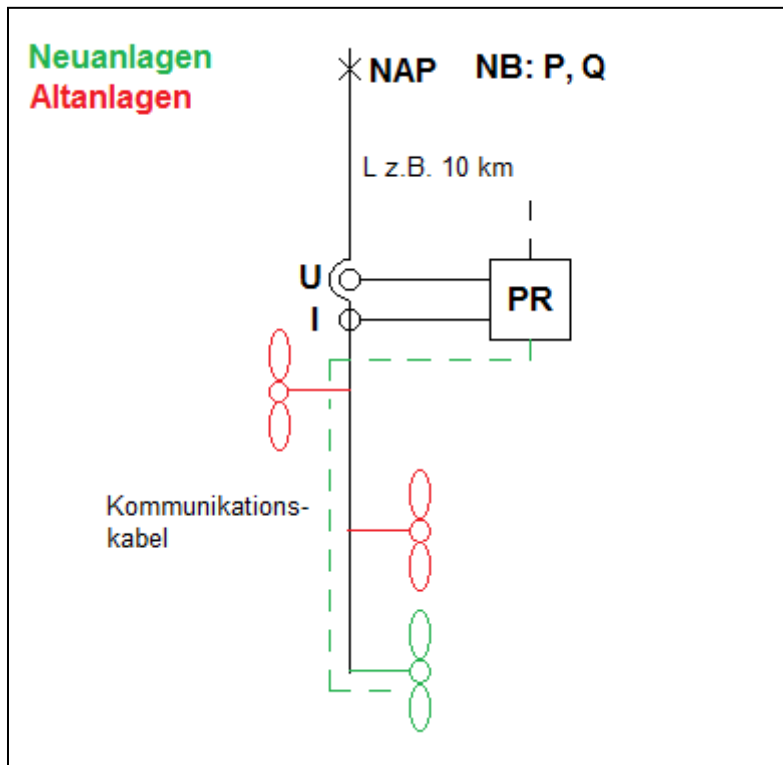 Neuanlagen
Altanlagen
NAP NB: P, Q
L z.B. 10 km
U
I
PR
Kommunikations-
kabel